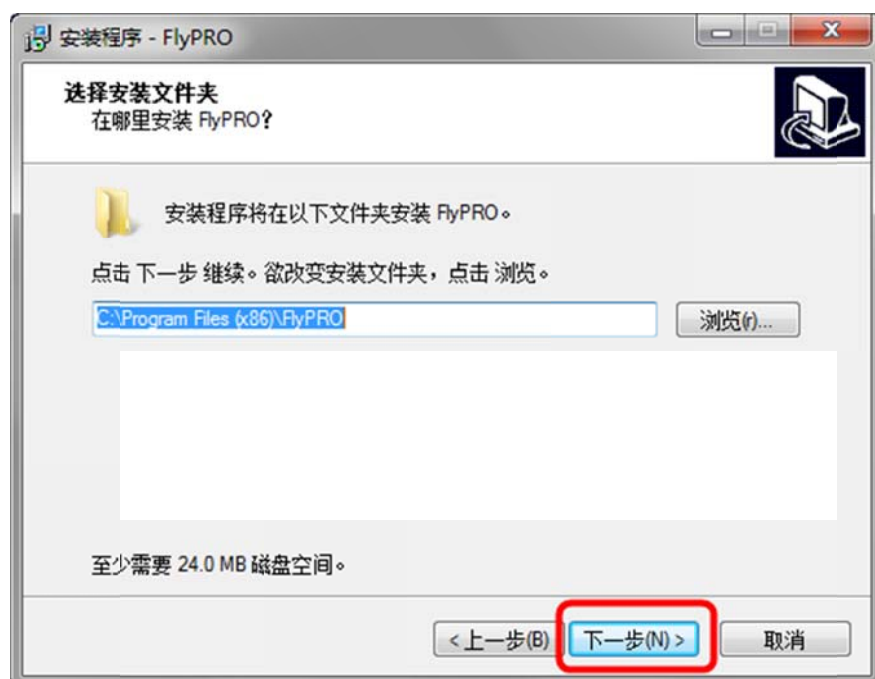 安装程序 - FlyPRO
选择安装文件夹
在哪里安装 FlyPRO?
安装程序将在以下文件夹安装 FlyPRO。
点击 下一步 继续。欲改变安装文件夹，点击 浏览。
C:\Program Files (x86)\FlyPRO
浏览(r)...
至少需要 24.0 MB 磁盘空间。
<上一步(B)
下一步(N) >
取消